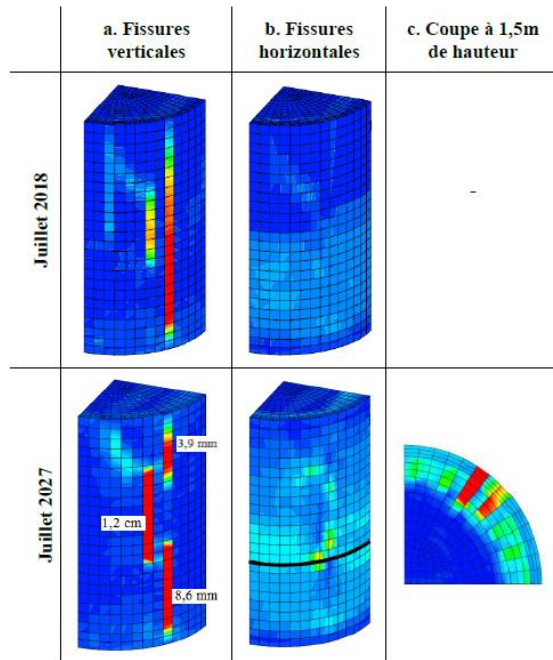 a. Fissures
verticales
b. Fissures
horizontales
c. Coupe à 1,5m
de hauteur
Juillet 2018
-
Juillet 2027
3,9 mm
1,2 cm
8,6 mm